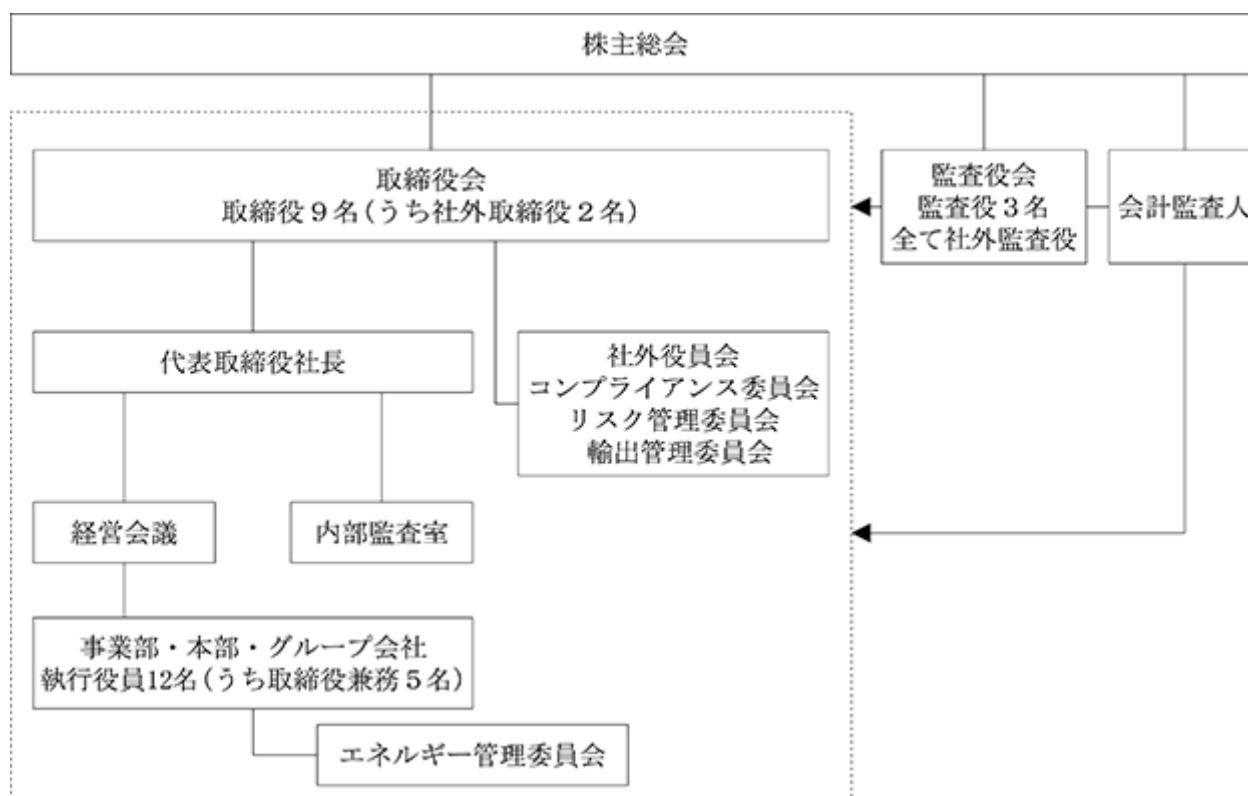 株主総会
取締役会
取締役９名(うち社外取締役２名)
監査役会
監査役３名
全て社外監査役
会計監査人
代表取締役社長
社外役員会
コンプライアンス委員会
リスク管理委員会
輸出管理委員会
経営会議
内部監査室
事業部・本部・グループ会社
執行役員12名(うち取締役兼務５名)
エネルギー管理委員会